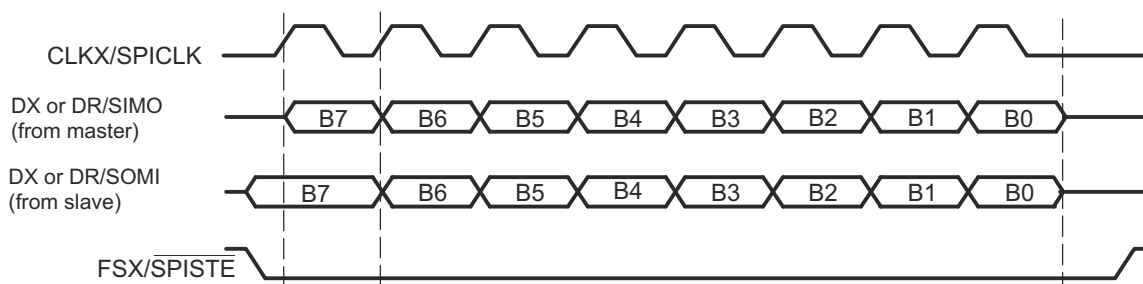 CLKX/SPICLK
DX or DR/SIMO
(from master)
B7 B6 B5 B4 B3 B2 B1 B0
DX or DR/SOMI
(from slave)
B7 B6 B5 B4 B3 B2 B1 B0
FSX/SPISTE